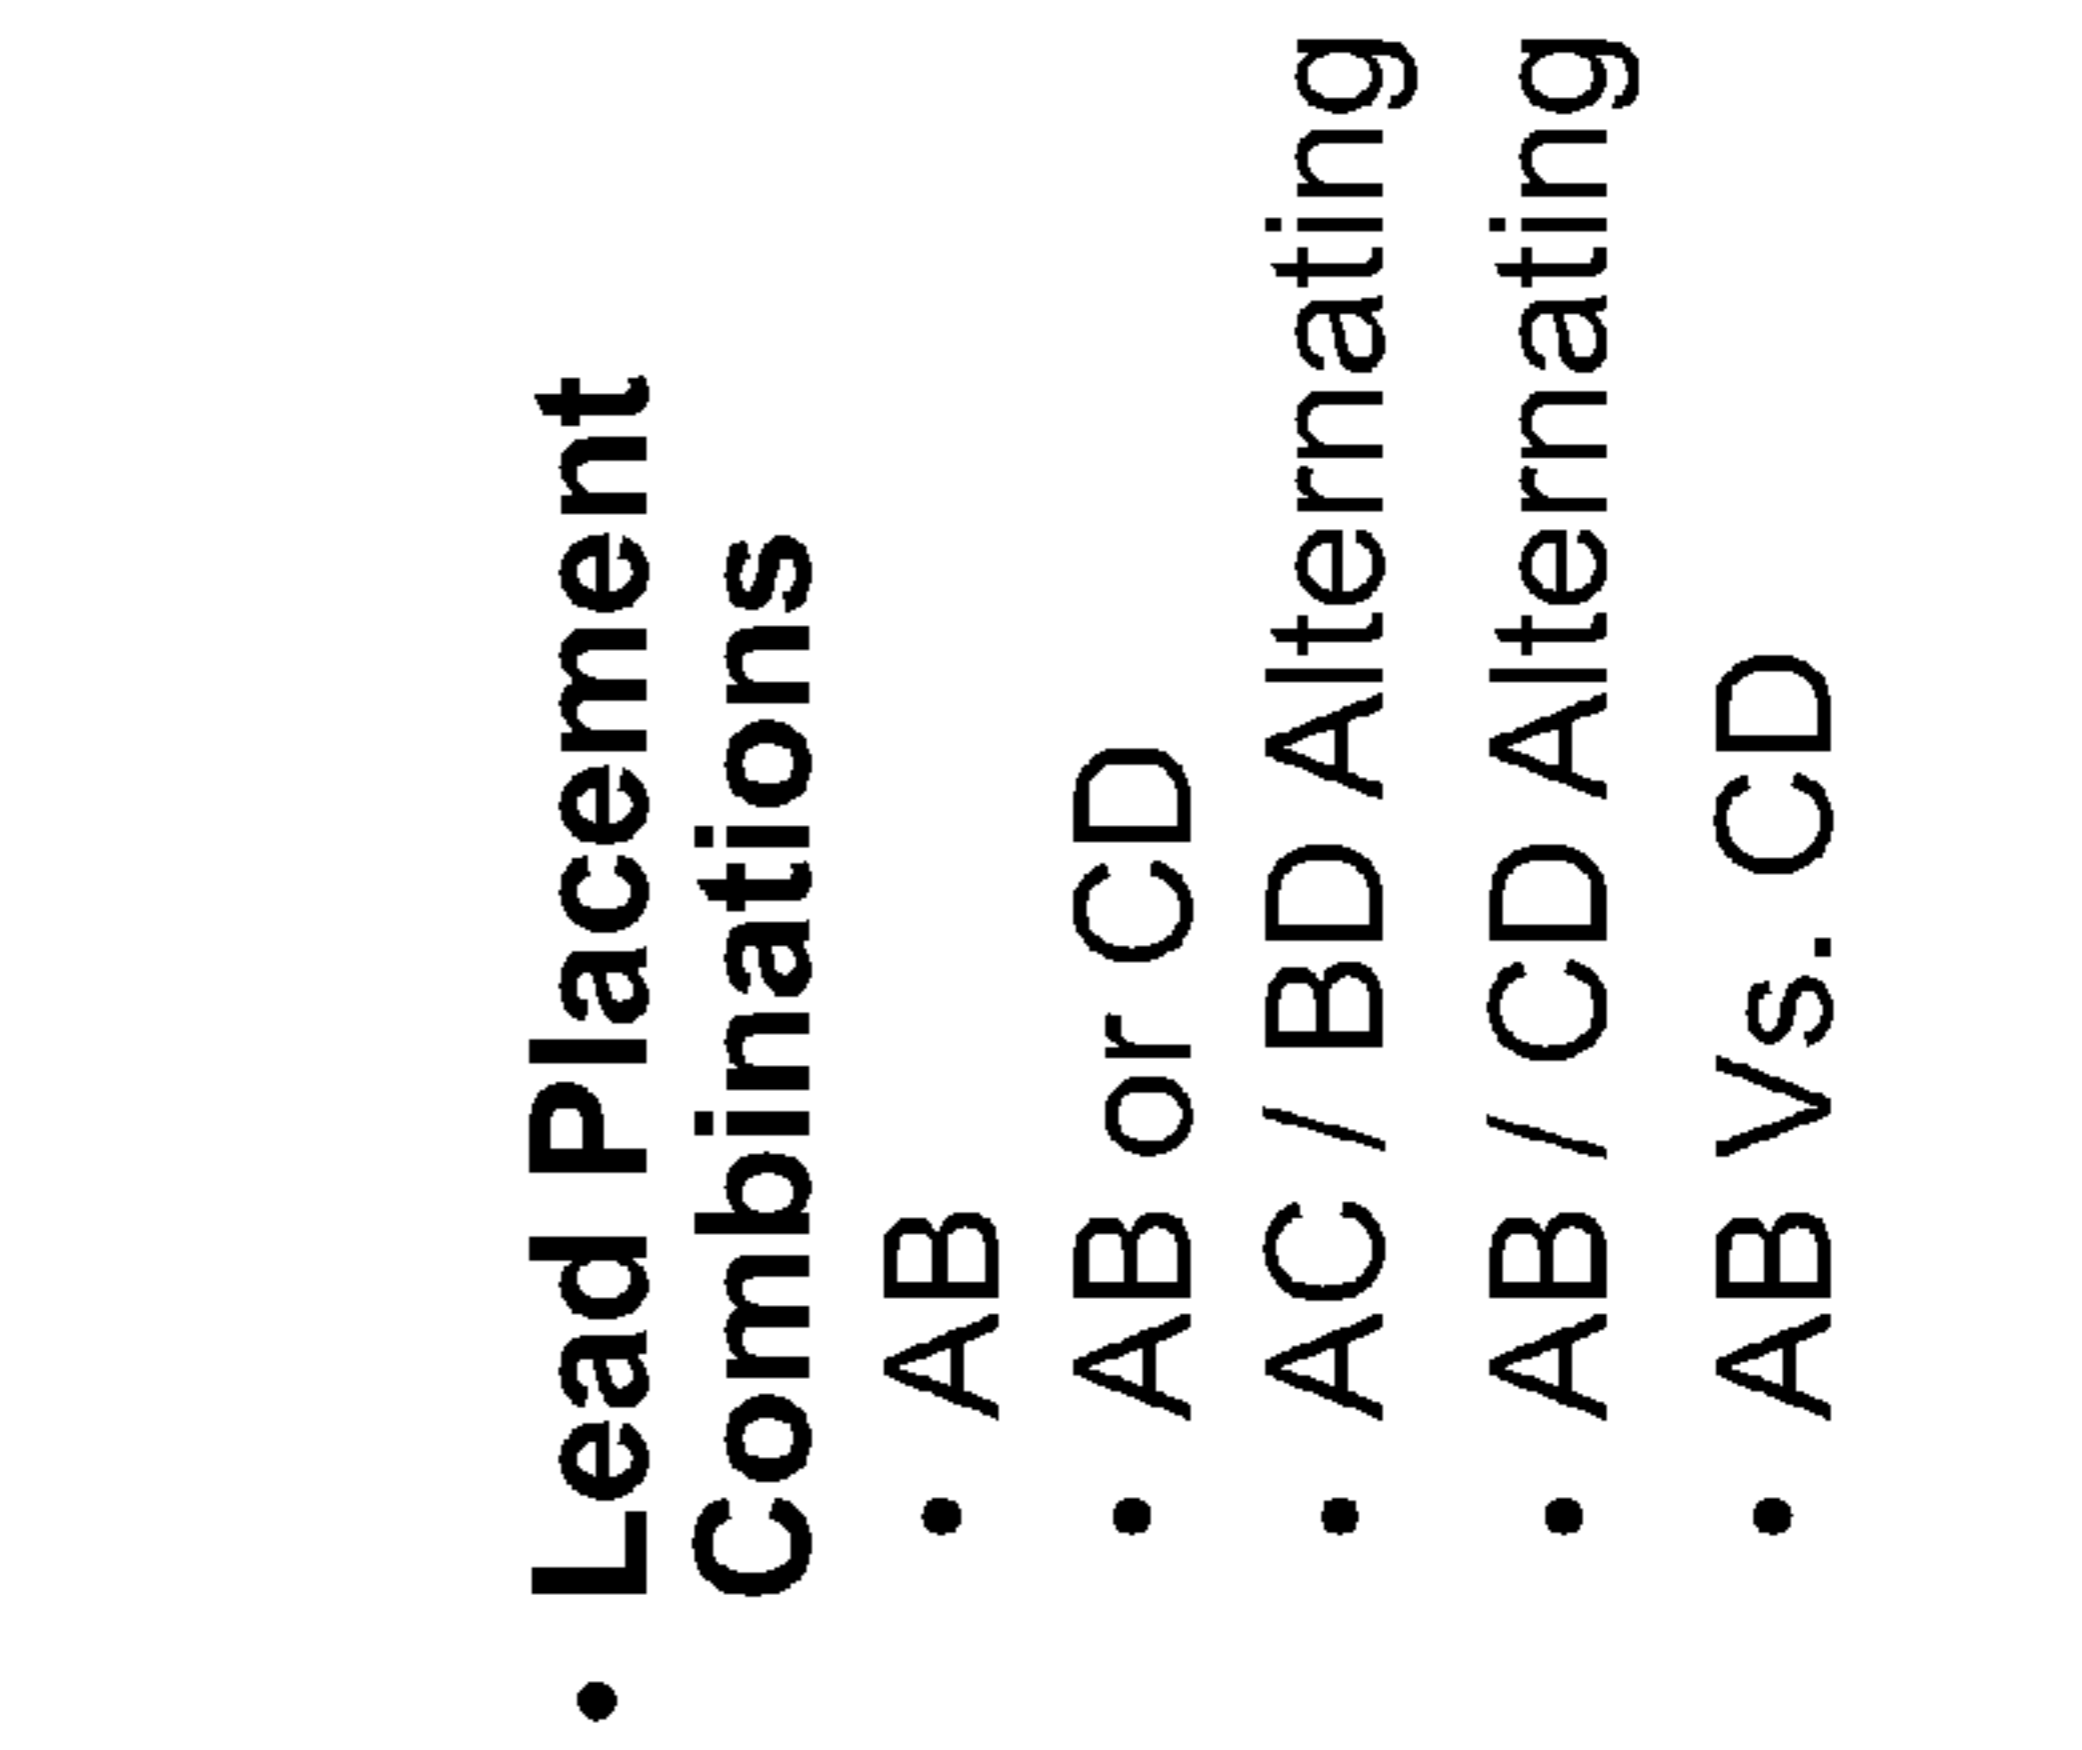 • Lead Placement
Combinations
• AB
• AB or CD
• AC / BD Alternating
• AB / CD Alternating
• AB Vs. CD